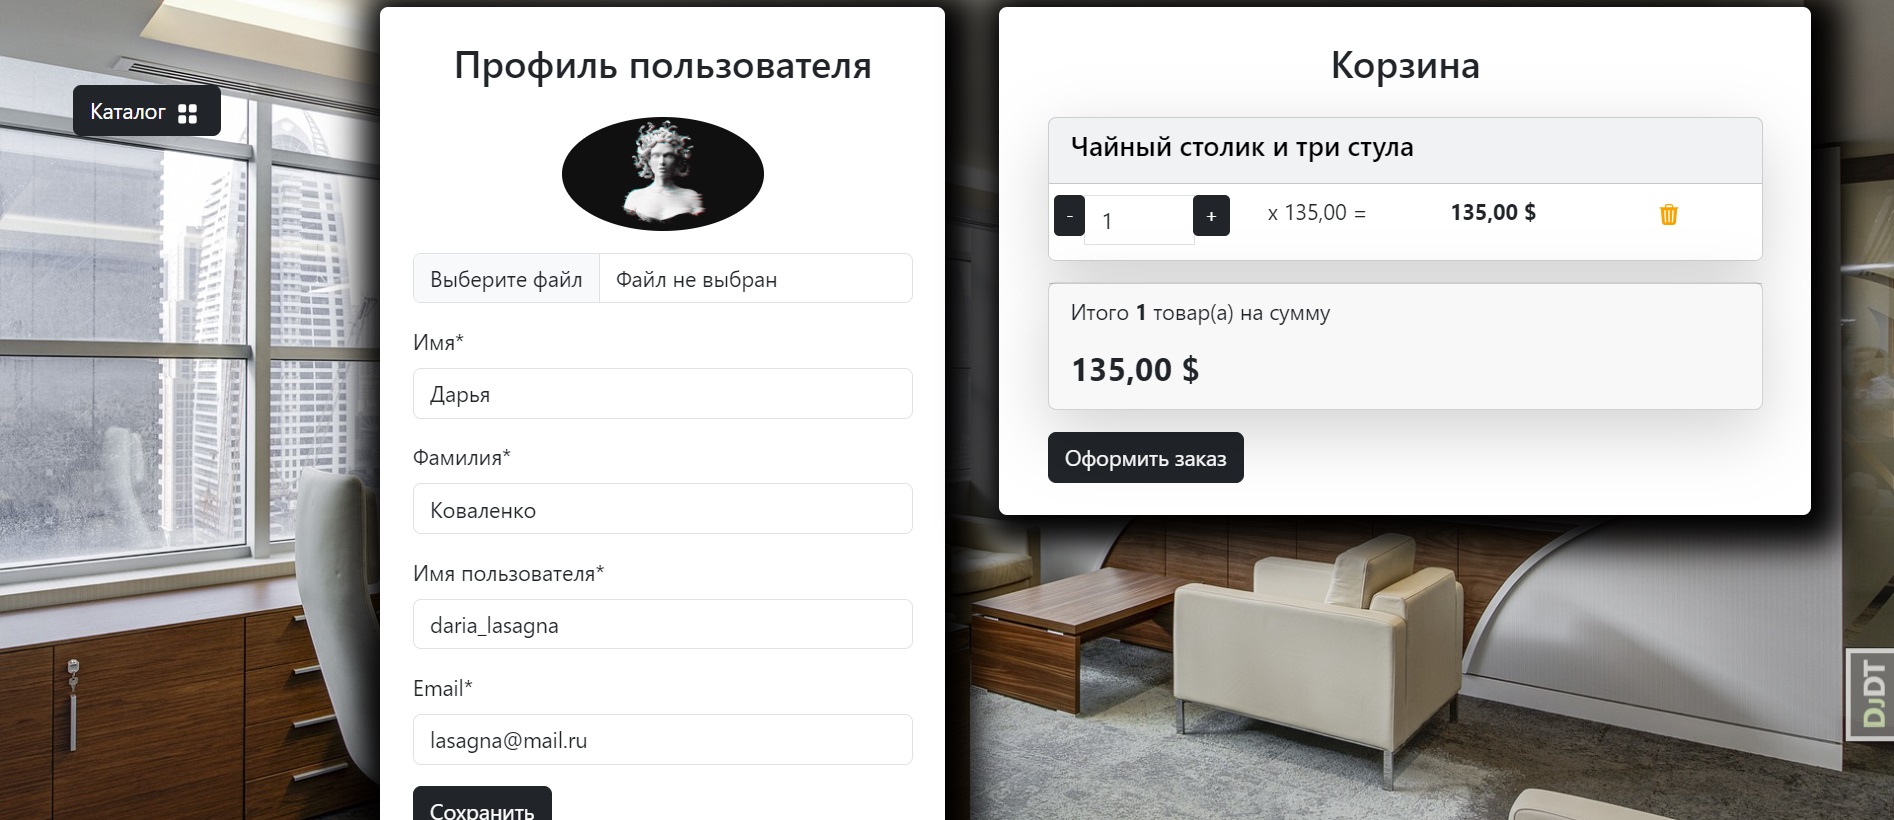 Каталог
Профиль пользователя
Выберите файл Файл не выбран
Имя*
Дарья
Фамилия*
Коваленко
Имя пользователя*
daria_lasagna
Email*
lasagna@mail.ru
Сохранить
Корзина
Чайный столик и три стула
- 1 + x 135,00 = 135,00 $
Итого 1 товар(а) на сумму
135,00 $
Оформить заказ
DjDT